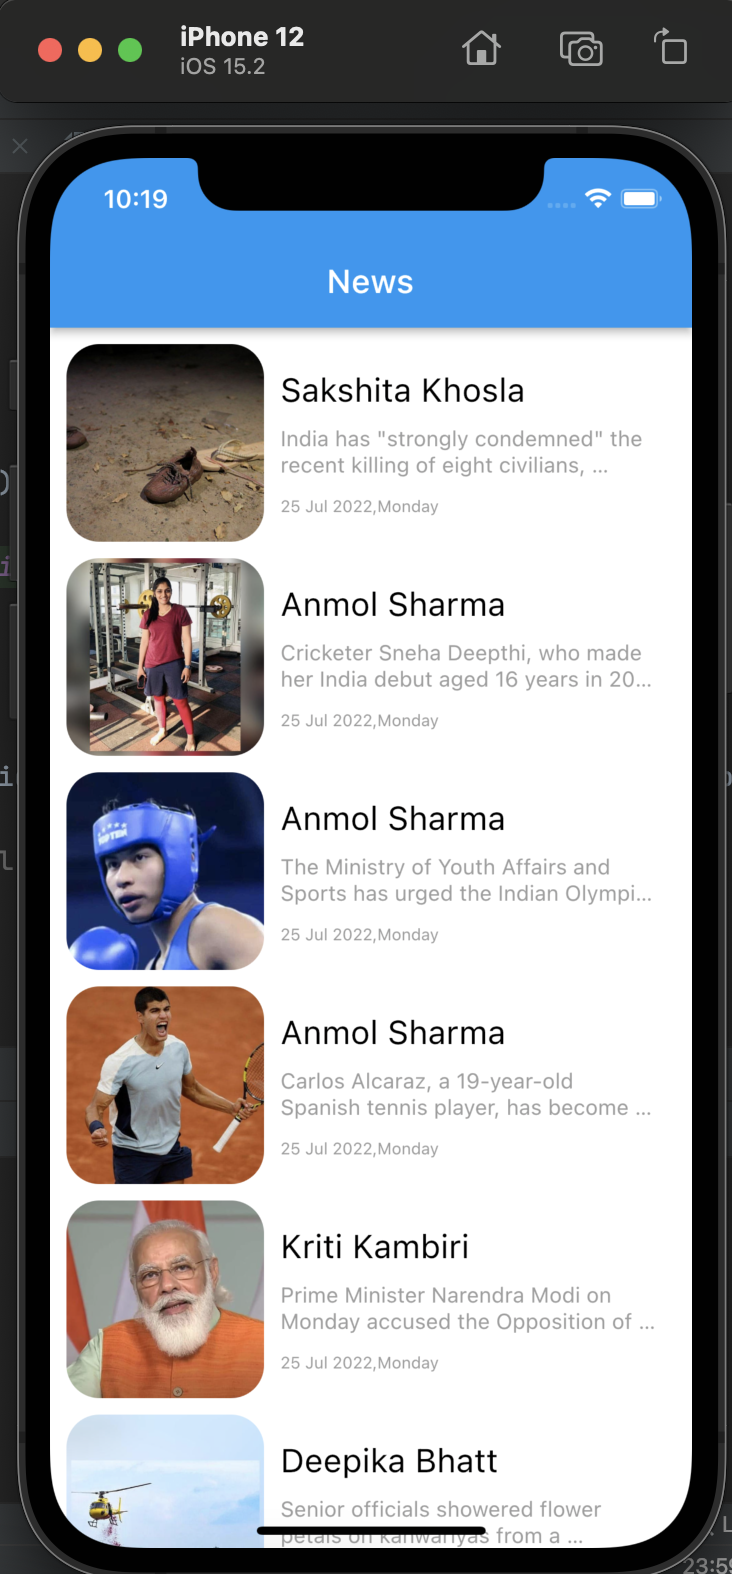 iPhone 12
iOS 15.2
10:19
News
Sakshita Khosla
India has "strongly condemned" the
recent killing of eight civilians, ...
25 Jul 2022,Monday
Anmol Sharma
Cricketer Sneha Deepthi, who made
her India debut aged 16 years in 20...
25 Jul 2022,Monday
TOP TEN
Anmol Sharma
The Ministry of Youth Affairs and
Sports has urged the Indian Olympi...
25 Jul 2022,Monday
Anmol Sharma
Carlos Alcaraz, a 19-year-old
Spanish tennis player, has become ...
25 Jul 2022,Monday
Kriti Kambiri
Prime Minister Narendra Modi on
Monday accused the Opposition of ...
25 Jul 2022,Monday
Deepika Bhatt
Senior officials showered flower
petals on kanwariyas from a ...